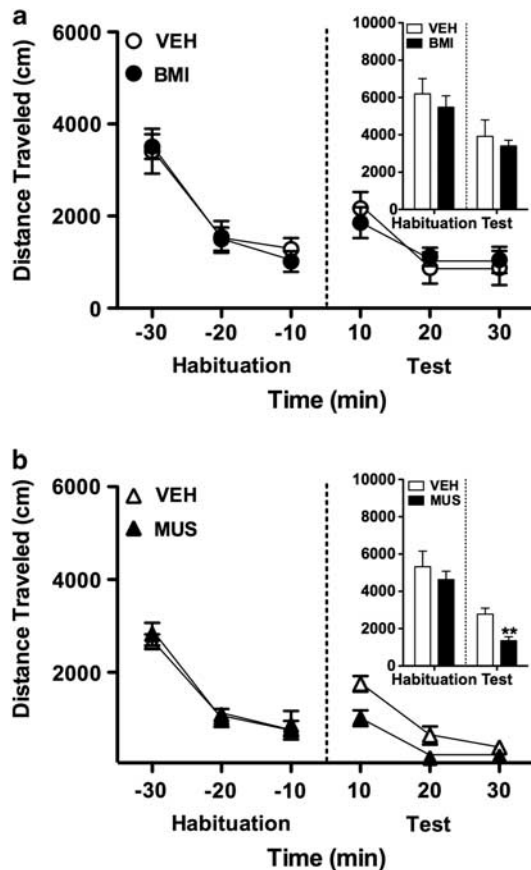 a
Distance Traveled (cm)
6000
4000
2000
0
VEH
BMI
10000
8000
6000
4000
2000
0
VEH
BMI
Habituation Test
-30 -20 -10 10 20 30
Habituation Test
Time (min)
b
Distance Traveled (cm)
6000
4000
2000
VEH
MUS
10000
8000
6000
4000
2000
0
VEH
MUS
**
Habituation Test
-30 -20 -10 10 20 30
Habituation Test
Time (min)